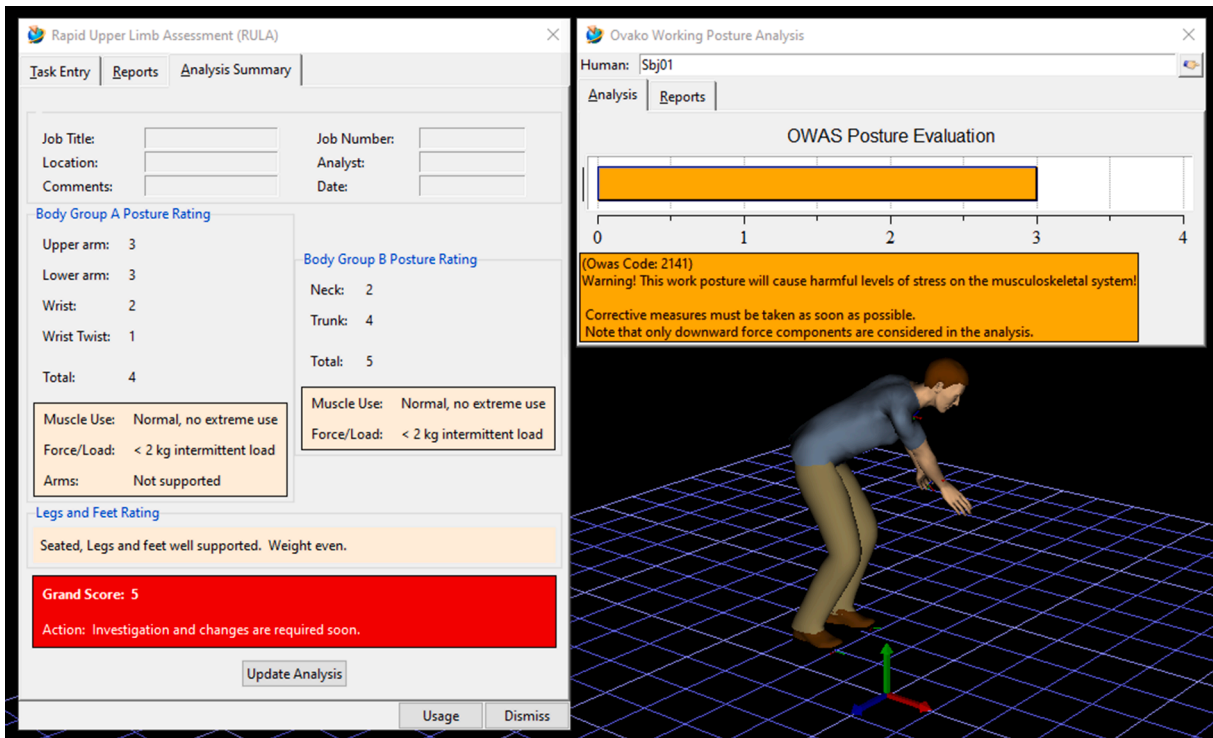 Rapid Upper Limb Assessment (RULA)
Task Entry Reports Analysis Summary
Job Title: Job Number:
Location: Analyst:
Comments: Date:
Body Group A Posture Rating
Upper arm: 3
Lower arm: 3
Wrist: 2
Wrist Twist: 1
Total: 4
Muscle Use: Normal, no extreme use
Force/Load: < 2 kg intermittent load
Arms: Not supported
Body Group B Posture Rating
Neck: 2
Trunk: 4
Total: 5
Muscle Use: Normal, no extreme use
Force/Load: < 2 kg intermittent load
Legs and Feet Rating
Seated, Legs and feet well supported. Weight even.
Grand Score: 5
Action: Investigation and changes are required soon.
Update Analysis
Usage Dismiss
Ovako Working Posture Analysis
Human: Sbj01
Analysis Reports
OWAS Posture Evaluation
0 1 2 3 4
(Owas Code: 2141)
Warning! This work posture will cause harmful levels of stress on the musculoskeletal system!
Corrective measures must be taken as soon as possible.
Note that only downward force components are considered in the analysis.